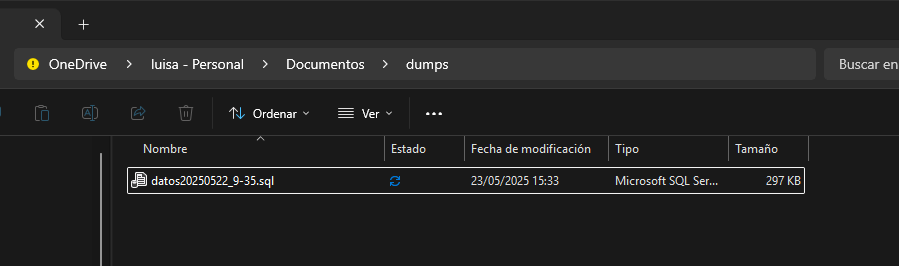 OneDrive > luisa - Personal > Documentos > dumps
Buscar en
Ordenar Ver
Nombre Estado Fecha de modificación Tipo Tamaño
datos20250522_9-35.sql 23/05/2025 15:33 Microsoft SQL Ser... 297 KB